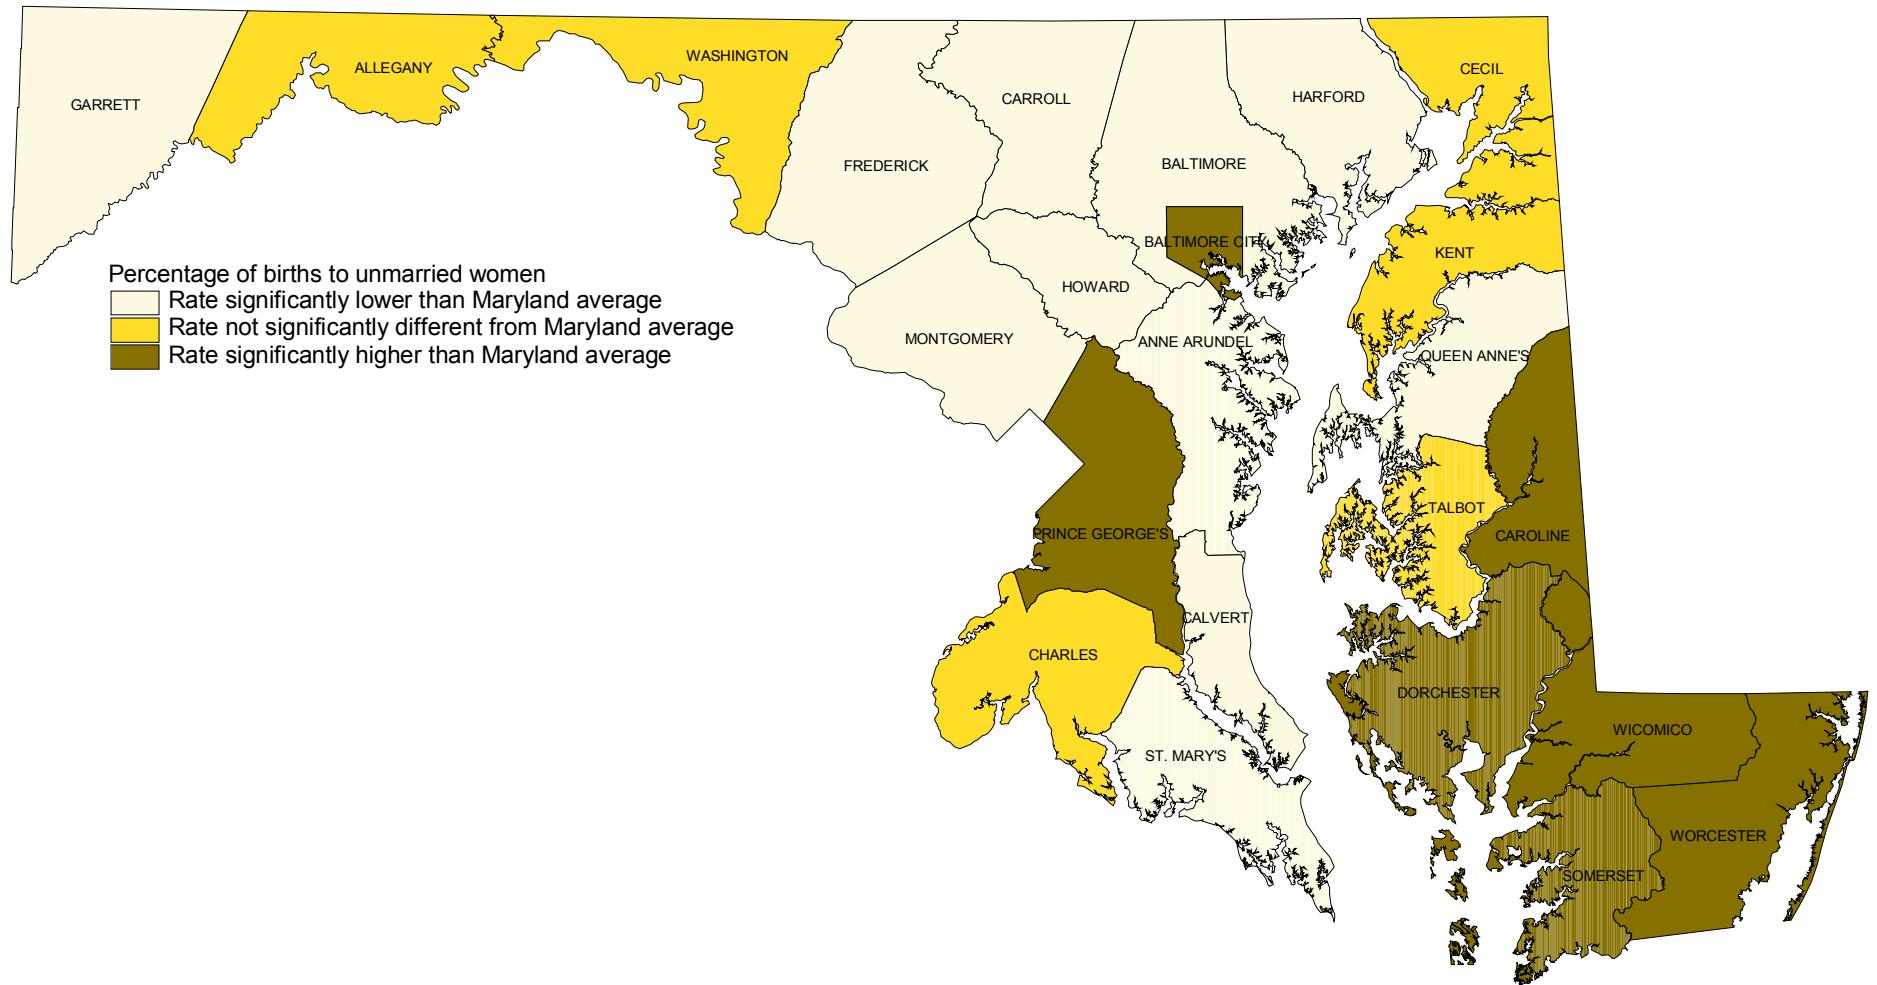 WASHINGTON
ALLEGANY
CECIL
GARRETT
CARROLL
HARFORD
FREDERICK
BALTIMORE
BALTIMORE CITY
KENT
Percentage of births to unmarried women
Rate significantly lower than Maryland average
Rate not significantly different from Maryland average
Rate significantly higher than Maryland average
HOWARD
MONTGOMERY
ANNE ARUNDEL
QUEEN ANNE'S
TALBOT
PRINCE GEORGE'S
CAROLINE
CALVERT
CHARLES
DORCHESTER
WICOMICO
ST. MARY'S
WORCESTER
SOMERSET